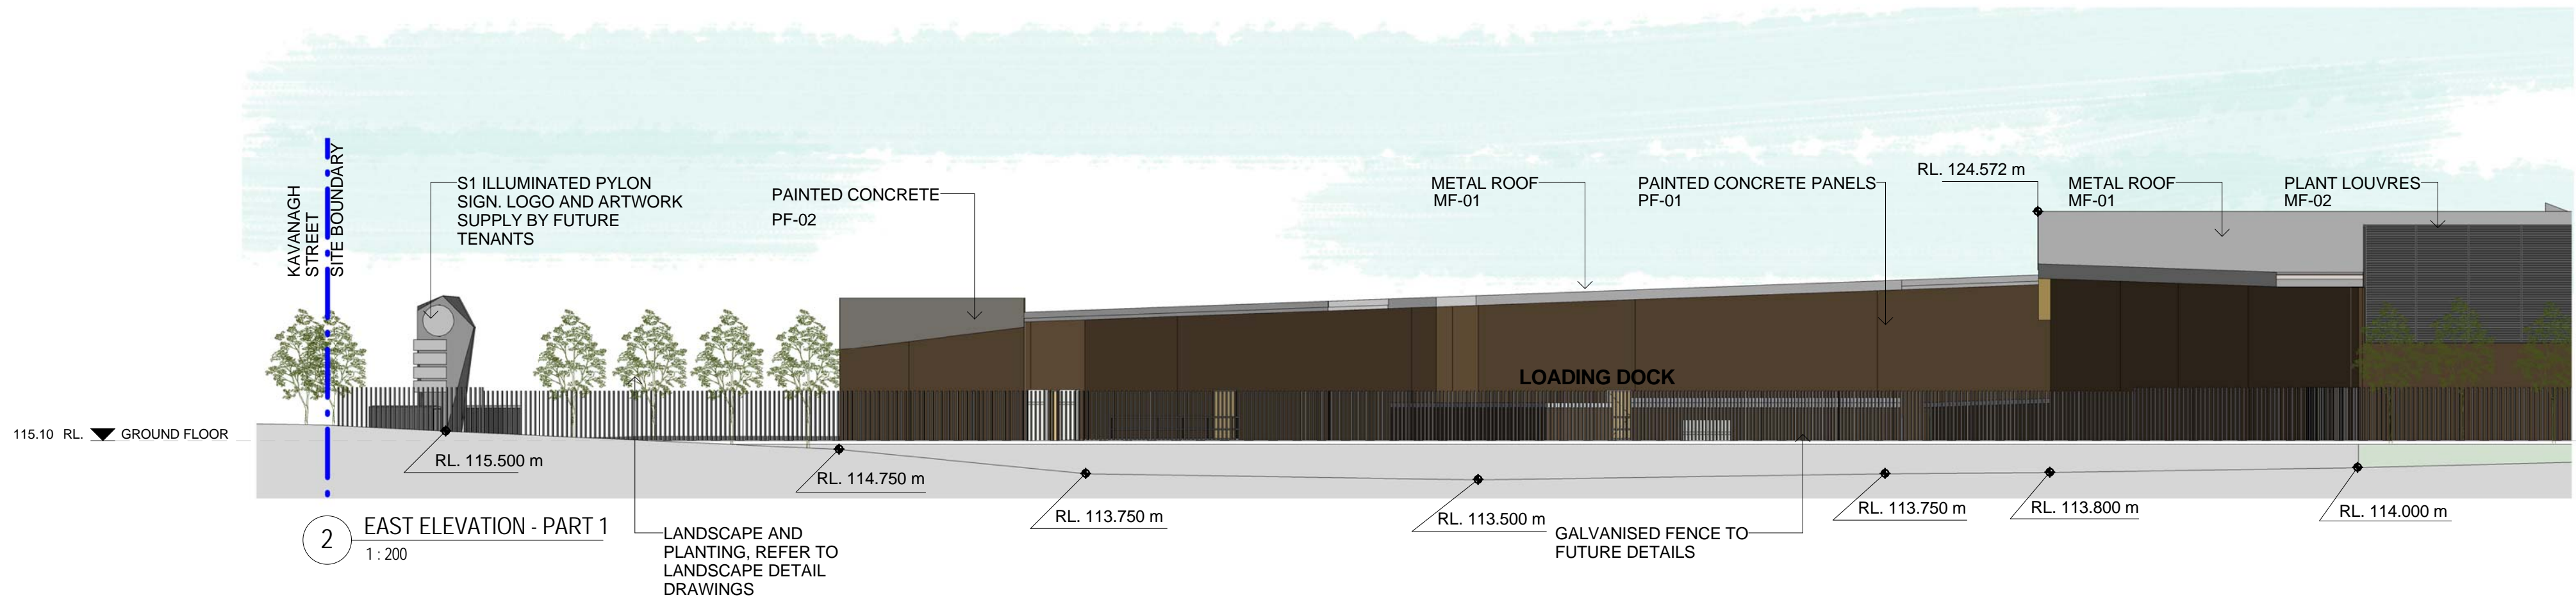 KAVANAGH
STREET
SITE BOUNDARY
S1 ILLUMINATED PYLON
SIGN. LOGO AND ARTWORK
SUPPLY BY FUTURE
TENANTS
PAINTED CONCRETE
PF-02
METAL ROOF
MF-01
PAINTED CONCRETE PANELS
PF-01
RL. 124.572 m
METAL ROOF
MF-01
PLANT LOUVRES
MF-02
LOADING DOCK
115.10 RL. GROUND FLOOR
RL. 115.500 m
RL. 114.750 m
RL. 113.750 m
RL. 113.500 m
RL. 113.750 m
RL. 113.800 m
RL. 114.000 m
2 EAST ELEVATION - PART 1
1 : 200
LANDSCAPE AND
PLANTING, REFER TO
LANDSCAPE DETAIL
DRAWINGS
GALVANISED FENCE TO
FUTURE DETAILS